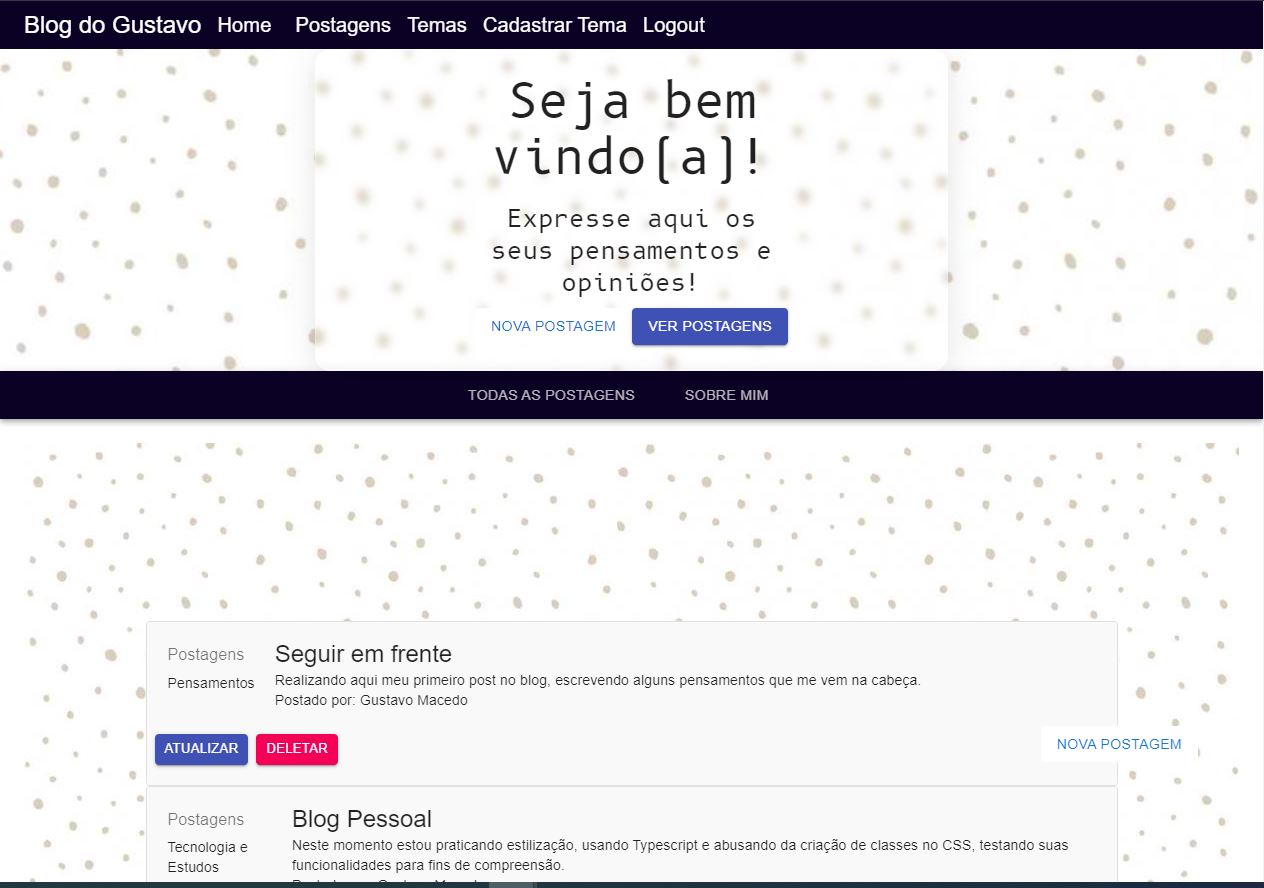 Blog do Gustavo Home Postagens Temas Cadastrar Tema Logout
Seja bem
vindo(a)!
Expresse aqui os
seus pensamentos e
opiniões!
NOVA POSTAGEM VER POSTAGENS
TODAS AS POSTAGENS SOBRE MIM
Postagens Seguir em frente
Pensamentos Realizando aqui meu primeiro post no blog, escrevendo alguns pensamentos que me vem na cabeça.
Postado por: Gustavo Macedo
ATUALIZAR DELETAR NOVA POSTAGEM
Postagens Blog Pessoal
Tecnologia e Neste momento estou praticando estilização, usando Typescript e abusando da criação de classes no CSS, testando suas
Estudos funcionalidades para fins de compreensão.